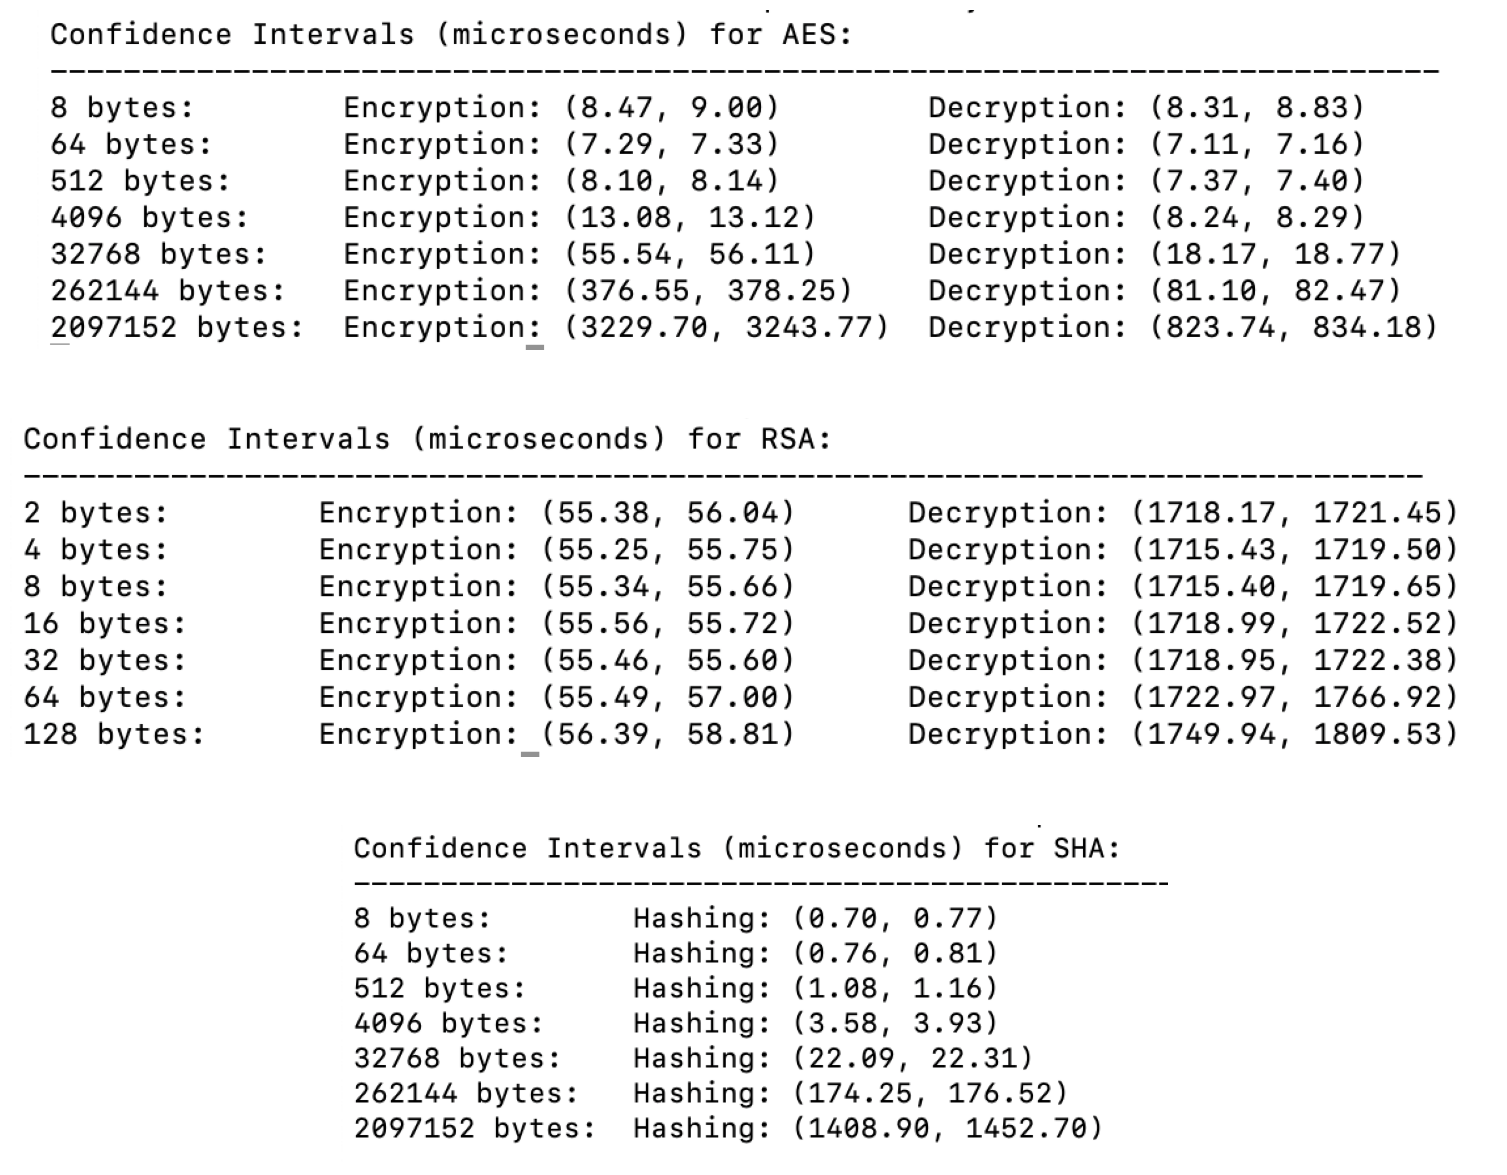 Confidence Intervals (microseconds) for AES:
----------------------------------------------------------------------------
8 bytes: Encryption: (8.47, 9.00) Decryption: (8.31, 8.83)
64 bytes: Encryption: (7.29, 7.33) Decryption: (7.11, 7.16)
512 bytes: Encryption: (8.10, 8.14) Decryption: (7.37, 7.40)
4096 bytes: Encryption: (13.08, 13.12) Decryption: (8.24, 8.29)
32768 bytes: Encryption: (55.54, 56.11) Decryption: (18.17, 18.77)
262144 bytes: Encryption: (376.55, 378.25) Decryption: (81.10, 82.47)
2097152 bytes: Encryption: (3229.70, 3243.77) Decryption: (823.74, 834.18)
Confidence Intervals (microseconds) for RSA:
----------------------------------------------------------------------------
2 bytes: Encryption: (55.38, 56.04) Decryption: (1718.17, 1721.45)
4 bytes: Encryption: (55.25, 55.75) Decryption: (1715.43, 1719.50)
8 bytes: Encryption: (55.34, 55.66) Decryption: (1715.40, 1719.65)
16 bytes: Encryption: (55.56, 55.72) Decryption: (1718.99, 1722.52)
32 bytes: Encryption: (55.46, 55.60) Decryption: (1718.95, 1722.38)
64 bytes: Encryption: (55.49, 57.00) Decryption: (1722.97, 1766.92)
128 bytes: Encryption: (56.39, 58.81) Decryption: (1749.94, 1809.53)
Confidence Intervals (microseconds) for SHA:
-----------------------------------------------
8 bytes: Hashing: (0.70, 0.77)
64 bytes: Hashing: (0.76, 0.81)
512 bytes: Hashing: (1.08, 1.16)
4096 bytes: Hashing: (3.58, 3.93)
32768 bytes: Hashing: (22.09, 22.31)
262144 bytes: Hashing: (174.25, 176.52)
2097152 bytes: Hashing: (1408.90, 1452.70)